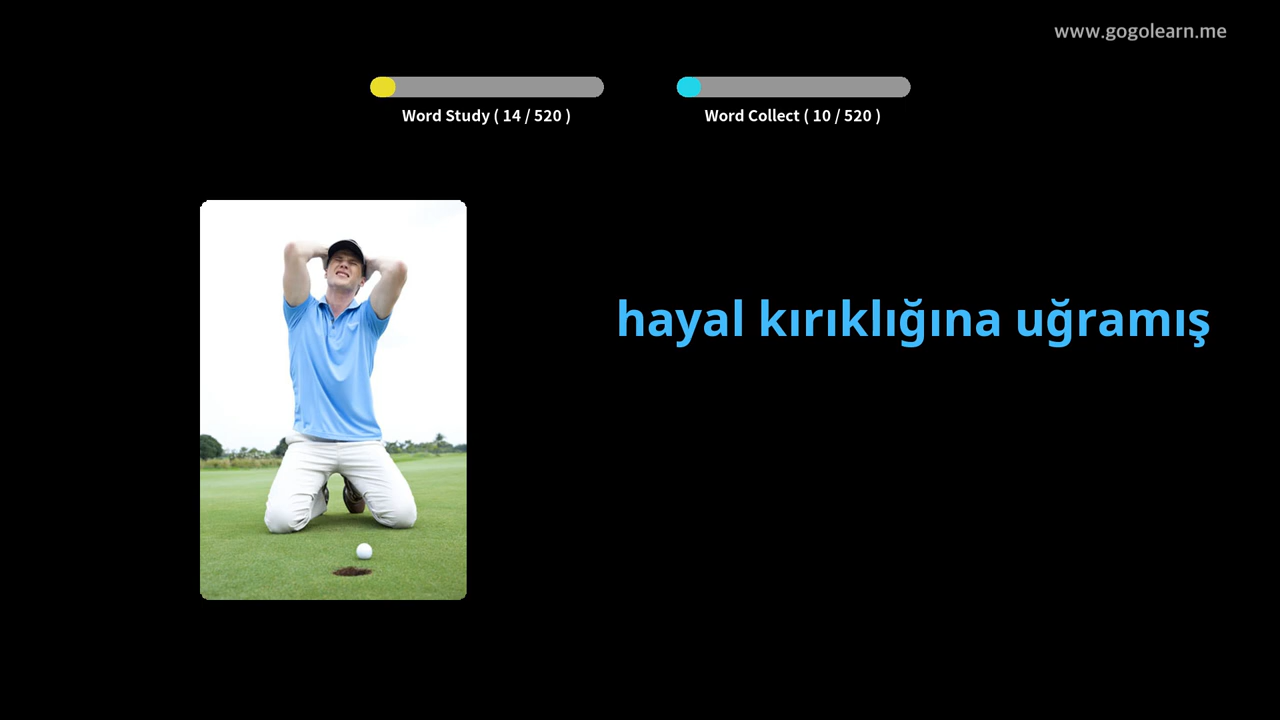 www.gogolearn.me
Word Study ( 14 / 520 )
Word Collect ( 10 / 520 )
hayal kırıklığına uğramış